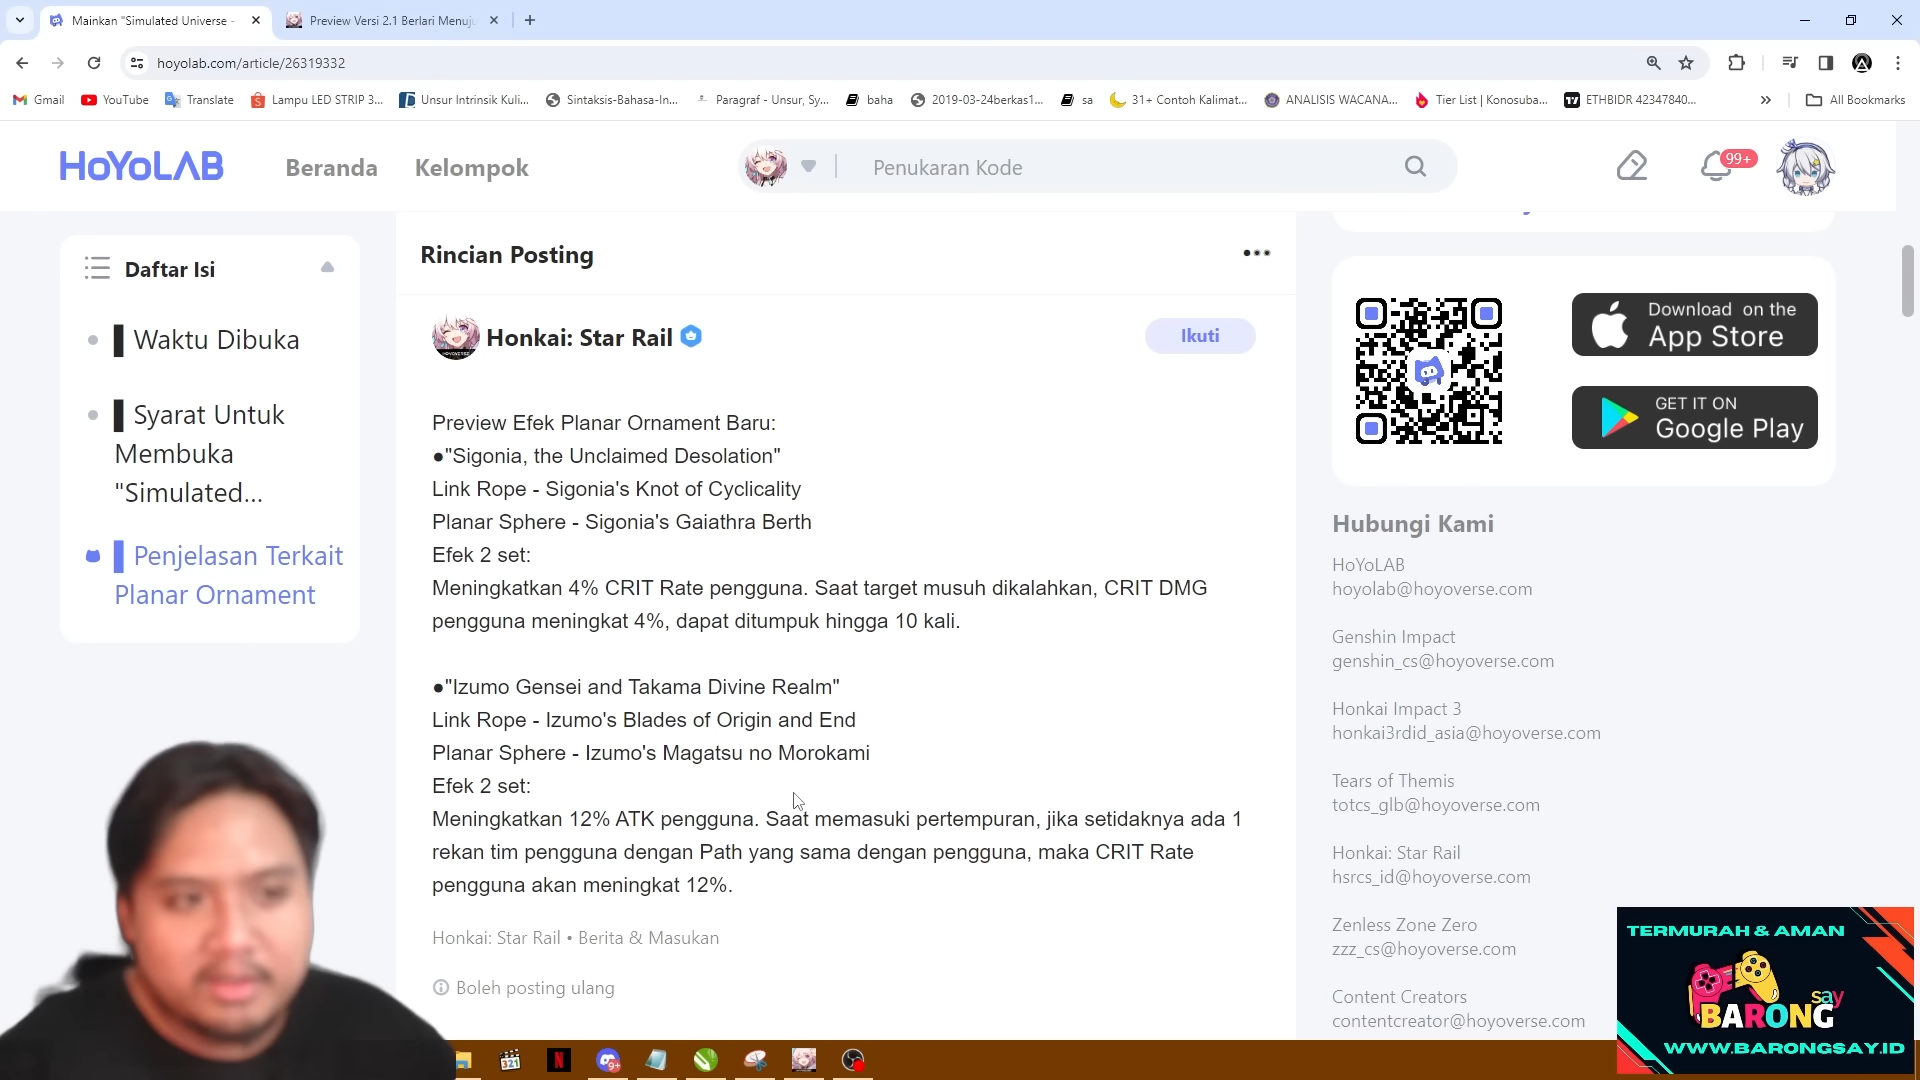 Mainkan "Simulated Universe -
Preview Versi 2.1 Berlari Menuju
hoyolab.com/article/26319332
Gmail
YouTube
Translate
Lampu LED STRIP 3...
Unsur Intrinsik Kuli...
Sintaksis-Bahasa-In...
Paragraf - Unsur, Sy...
baha
2019-03-24berkas1...
sa
31+ Contoh Kalimat...
ANALISIS WACANA...
Tier List | Konosuba...
ETHBIDR 42347840...
All Bookmarks
HoYoLAB
Beranda
Kelompok
Penukaran Kode
99+
Daftar Isi
Waktu Dibuka
Syarat Untuk
Membuka
"Simulated...
Penjelasan Terkait
Planar Ornament
Rincian Posting
Honkai: Star Rail
Ikuti
Preview Efek Planar Ornament Baru:
●"Sigonia, the Unclaimed Desolation"
Link Rope - Sigonia's Knot of Cyclicality
Planar Sphere - Sigonia's Gaiathra Berth
Efek 2 set:
Meningkatkan 4% CRIT Rate pengguna. Saat target musuh dikalahkan, CRIT DMG
pengguna meningkat 4%, dapat ditumpuk hingga 10 kali.
●"Izumo Gensei and Takama Divine Realm"
Link Rope - Izumo's Blades of Origin and End
Planar Sphere - Izumo's Magatsu no Morokami
Efek 2 set:
Meningkatkan 12% ATK pengguna. Saat memasuki pertempuran, jika setidaknya ada 1
rekan tim pengguna dengan Path yang sama dengan pengguna, maka CRIT Rate
pengguna akan meningkat 12%.
Honkai: Star Rail • Berita & Masukan
Boleh posting ulang
Download on the
App Store
GET IT ON
Google Play
Hubungi Kami
HoYoLAB
hoyolab@hoyoverse.com
Genshin Impact
genshin_cs@hoyoverse.com
Honkai Impact 3
honkai3rdid_asia@hoyoverse.com
Tears of Themis
totcs_glb@hoyoverse.com
Honkai: Star Rail
hsrcs_id@hoyoverse.com
Zenless Zone Zero
zzz_cs@hoyoverse.com
Content Creators
contentcreator@hoyoverse.com
TERMURAH & AMAN
say
BARONG
WWW.BARONGSAY.ID
321
N
9+